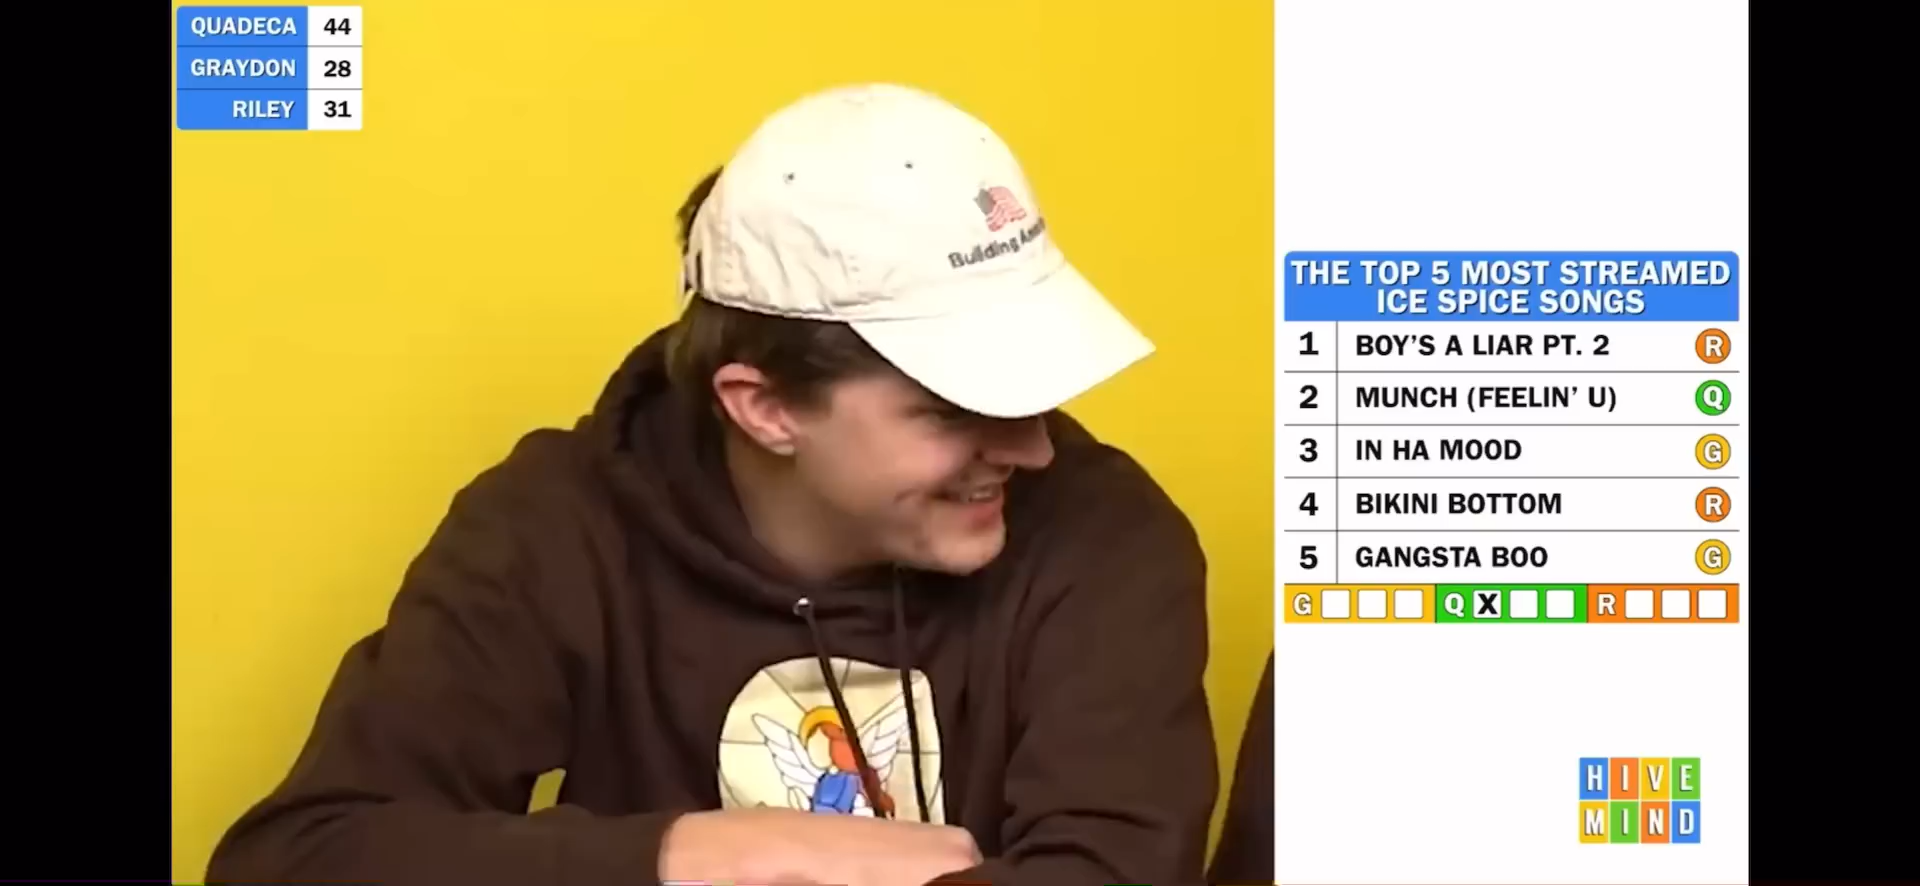 QUADECA 44
GRAYDON 28
RILEY 31
Building
THE TOP 5 MOST STREAMED
ICE SPICE SONGS
1 BOY'S A LIAR PT. 2 R
2 MUNCH (FEELIN' U) Q
3 IN HA MOOD G
4 BIKINI BOTTOM R
5 GANGSTA BOO G
G Q X R
HIVE
MIND